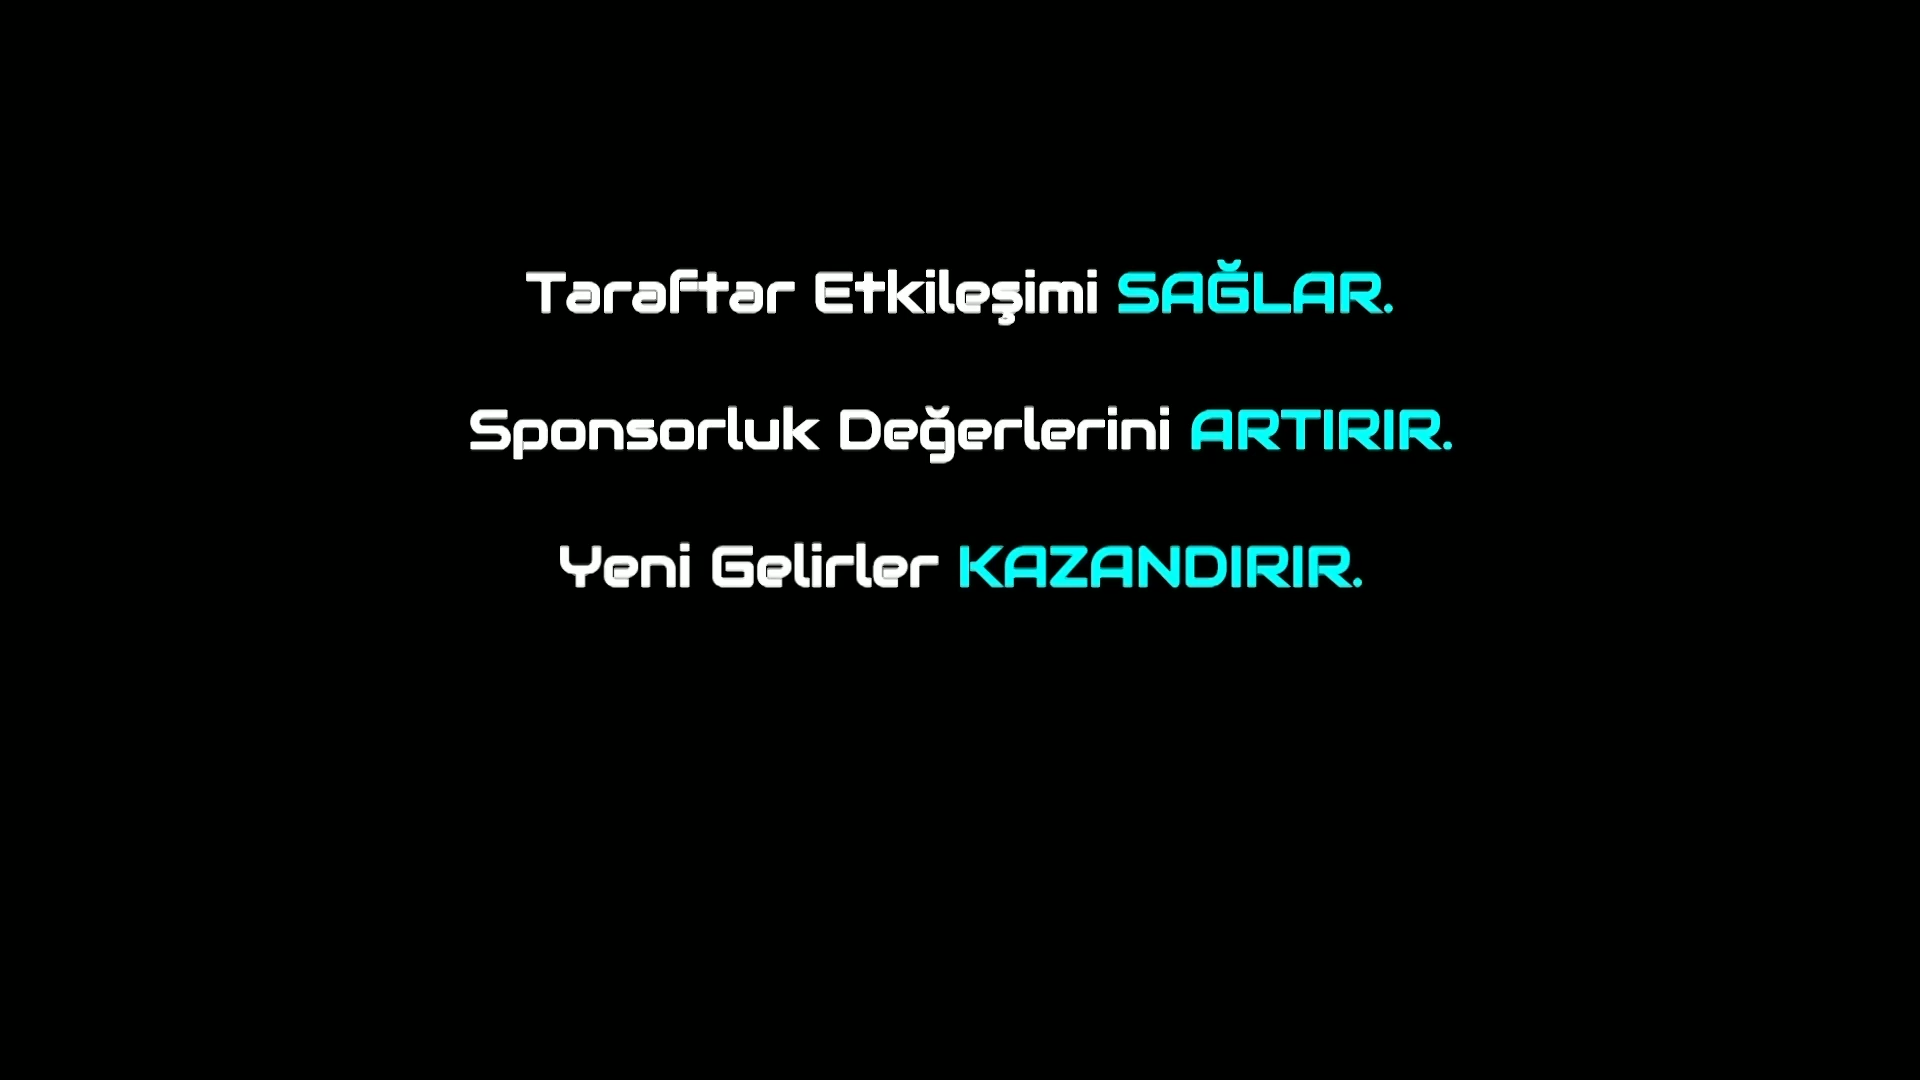 Taraftar Etkileşimi SAĞLAR.
Sponsorluk Değerlerini ARTIRIR.
Yeni Gelirler KAZANDIRIR.